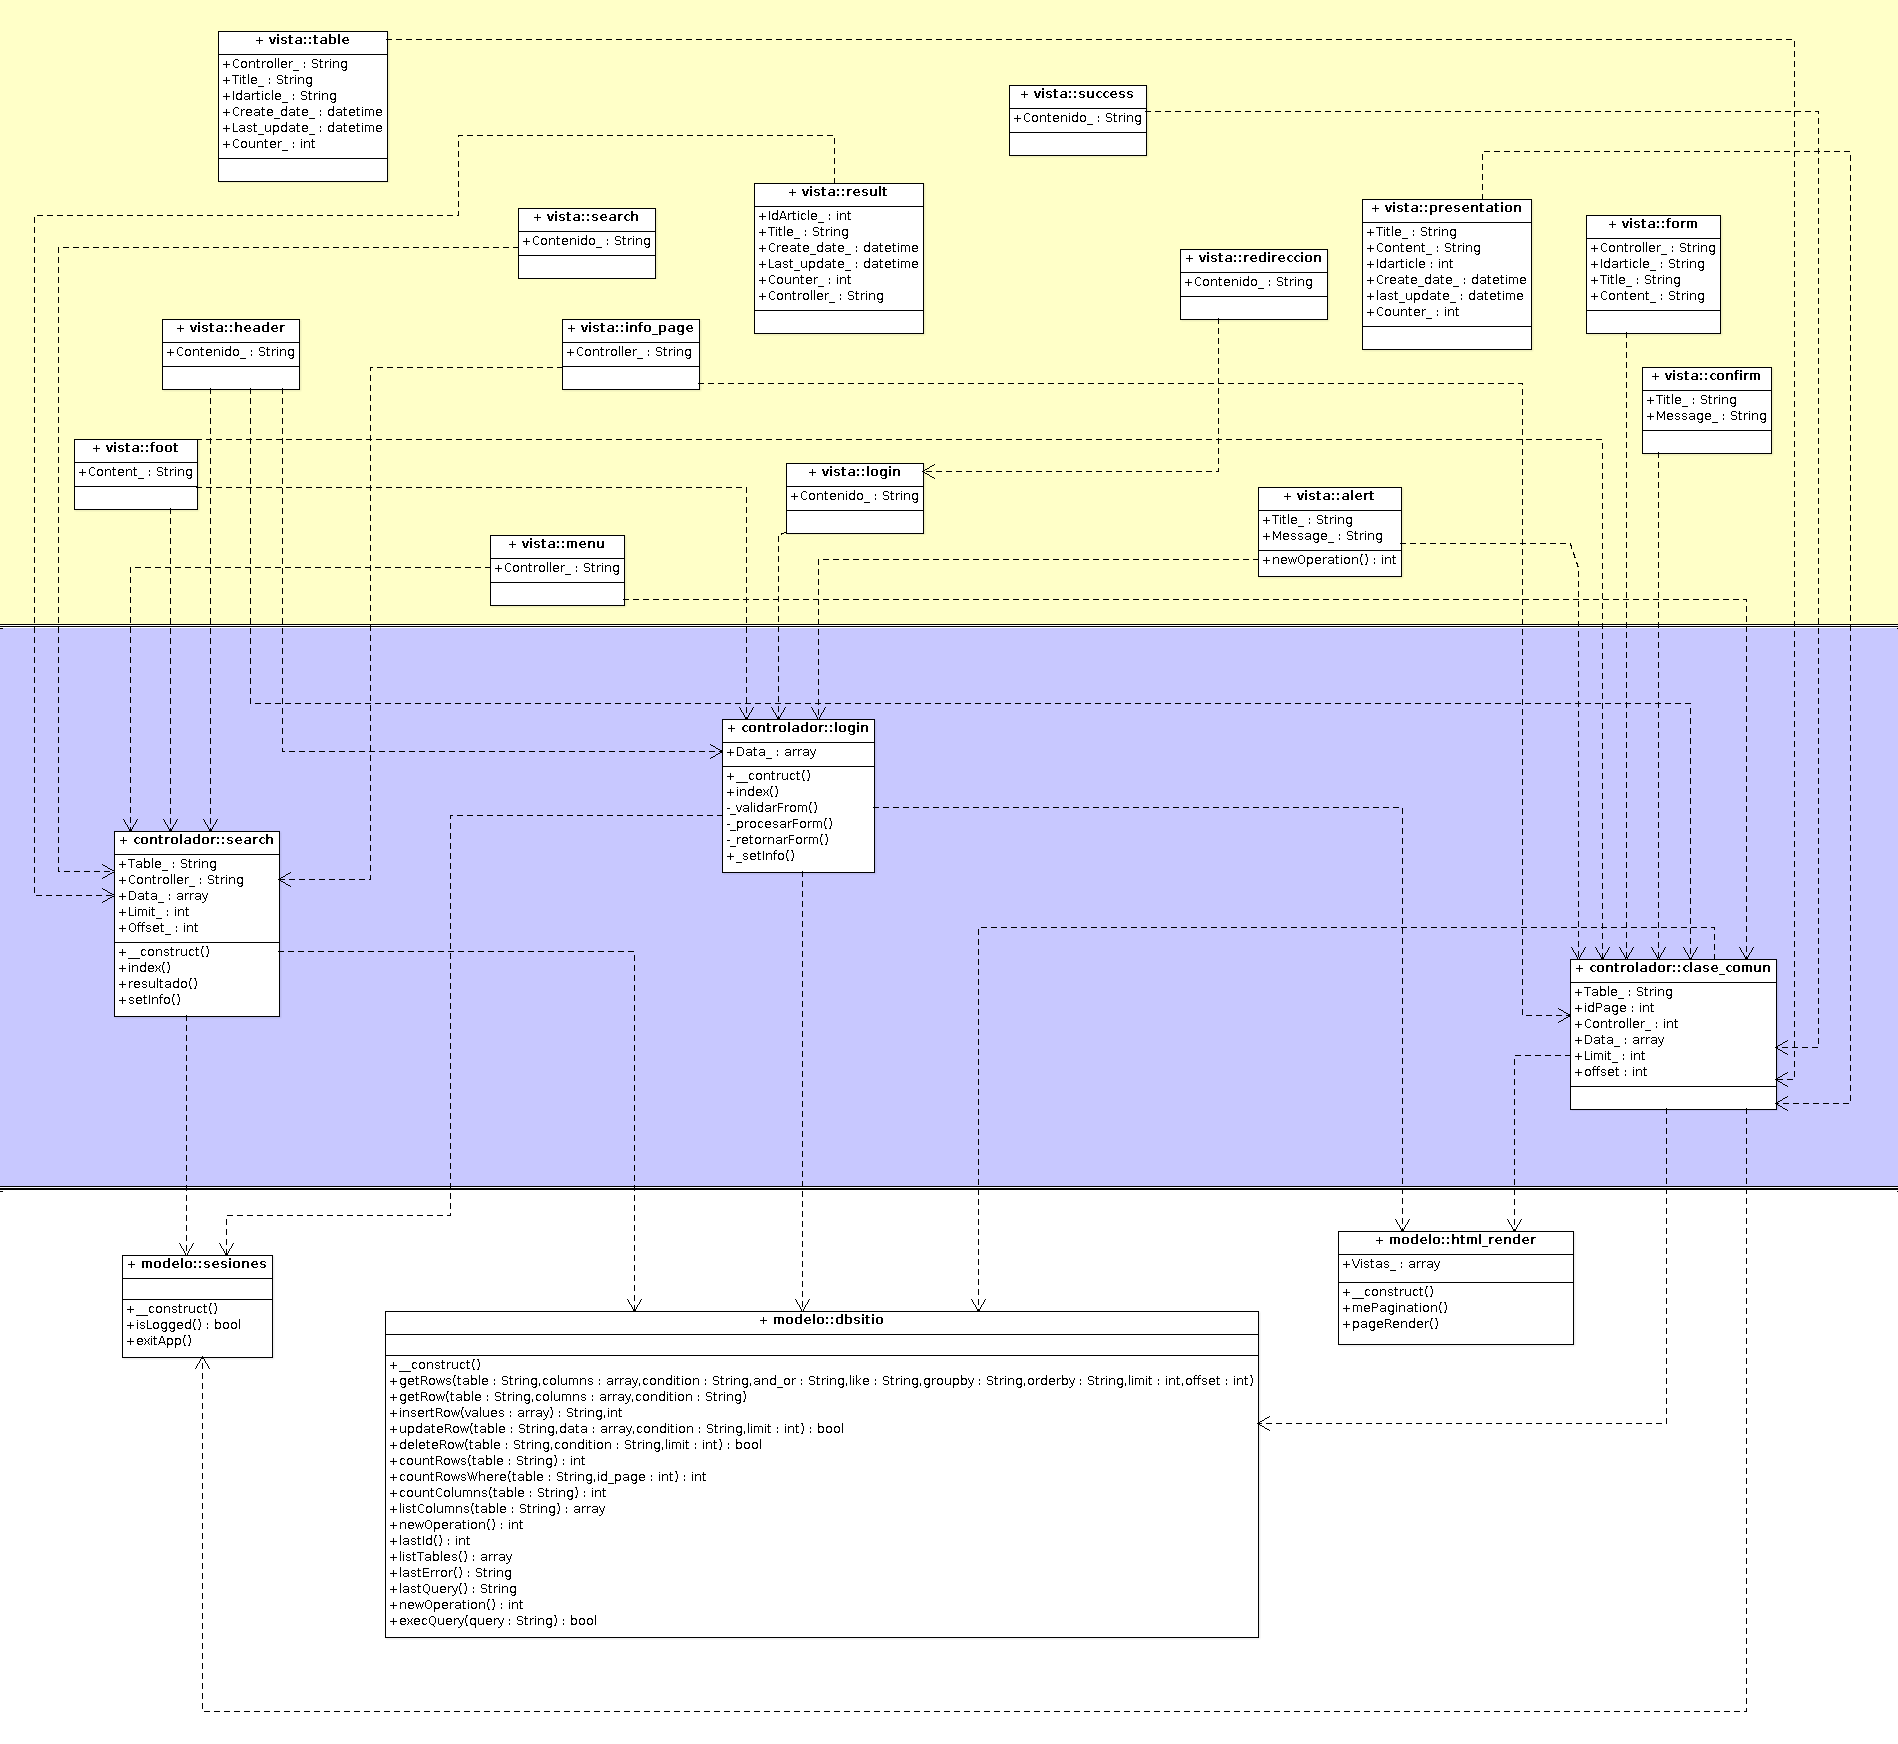 + vista::table
+Controller_ : String
+Title_ : String
+Idarticle_ : String
+Create_date_ : datetime
+Last_update_ : datetime
+Counter_ : int
+ vista::success
+Contenido_ : String
+ vista::result
+IdArticle_ : int
+Title_ : String
+Create_date_ : datetime
+Last_update_ : datetime
+Counter_ : int
+Controller_ : String
+ vista::search
+Contenido_ : String
+ vista::presentation
+Title_ : String
+Content_ : String
+Idarticle : int
+Create_date_ : datetime
+last_update_ : datetime
+Counter_ : int
+ vista::form
+Controller_ : String
+Idarticle_ : String
+Title_ : String
+Content_ : String
+ vista::redireccion
+Contenido_ : String
+ vista::header
+Contenido_ : String
+ vista::info_page
+Controller_ : String
+ vista::confirm
+Title_ : String
+Message_ : String
+ vista::foot
+Content_ : String
+ vista::login
+Contenido_ : String
+ vista::alert
+Title_ : String
+Message_ : String
+newOperation() : int
+ vista::menu
+Controller_ : String
+ controlador::login
+Data_ : array
+__contruct()
+index()
-_validarFrom()
-_procesarForm()
-_retornarForm()
+_setInfo()
+ controlador::search
+Table_ : String
+Controller_ : String
+Data_ : array
+Limit_ : int
+Offset_ : int
+__construct()
+index()
+resultado()
+setInfo()
+ controlador::clase_comun
+Table_ : String
+idPage : int
+Controller_ : int
+Data_ : array
+Limit_ : int
+offset : int
+ modelo::html_render
+Vistas_ : array
+__construct()
+mePagination()
+pageRender()
+ modelo::sesiones
+__construct()
+isLogged() : bool
+exitApp()
+ modelo::dbsitio
+__construct()
+getRows(table : String,columns : array,condition : String,and_or : String,like : String,groupby : String,orderby : String,limit : int,offset : int)
+getRow(table : String,columns : array,condition : String)
+insertRow(values : array) : String,int
+updateRow(table : String,data : array,condition : String,limit : int) : bool
+deleteRow(table : String,condition : String,limit : int) : bool
+countRows(table : String) : int
+countRowsWhere(table : String,id_page : int) : int
+countColumns(table : String) : int
+listColumns(table : String) : array
+newOperation() : int
+lastId() : int
+listTables() : array
+lastError() : String
+lastQuery() : String
+newOperation() : int
+execQuery(query : String) : bool